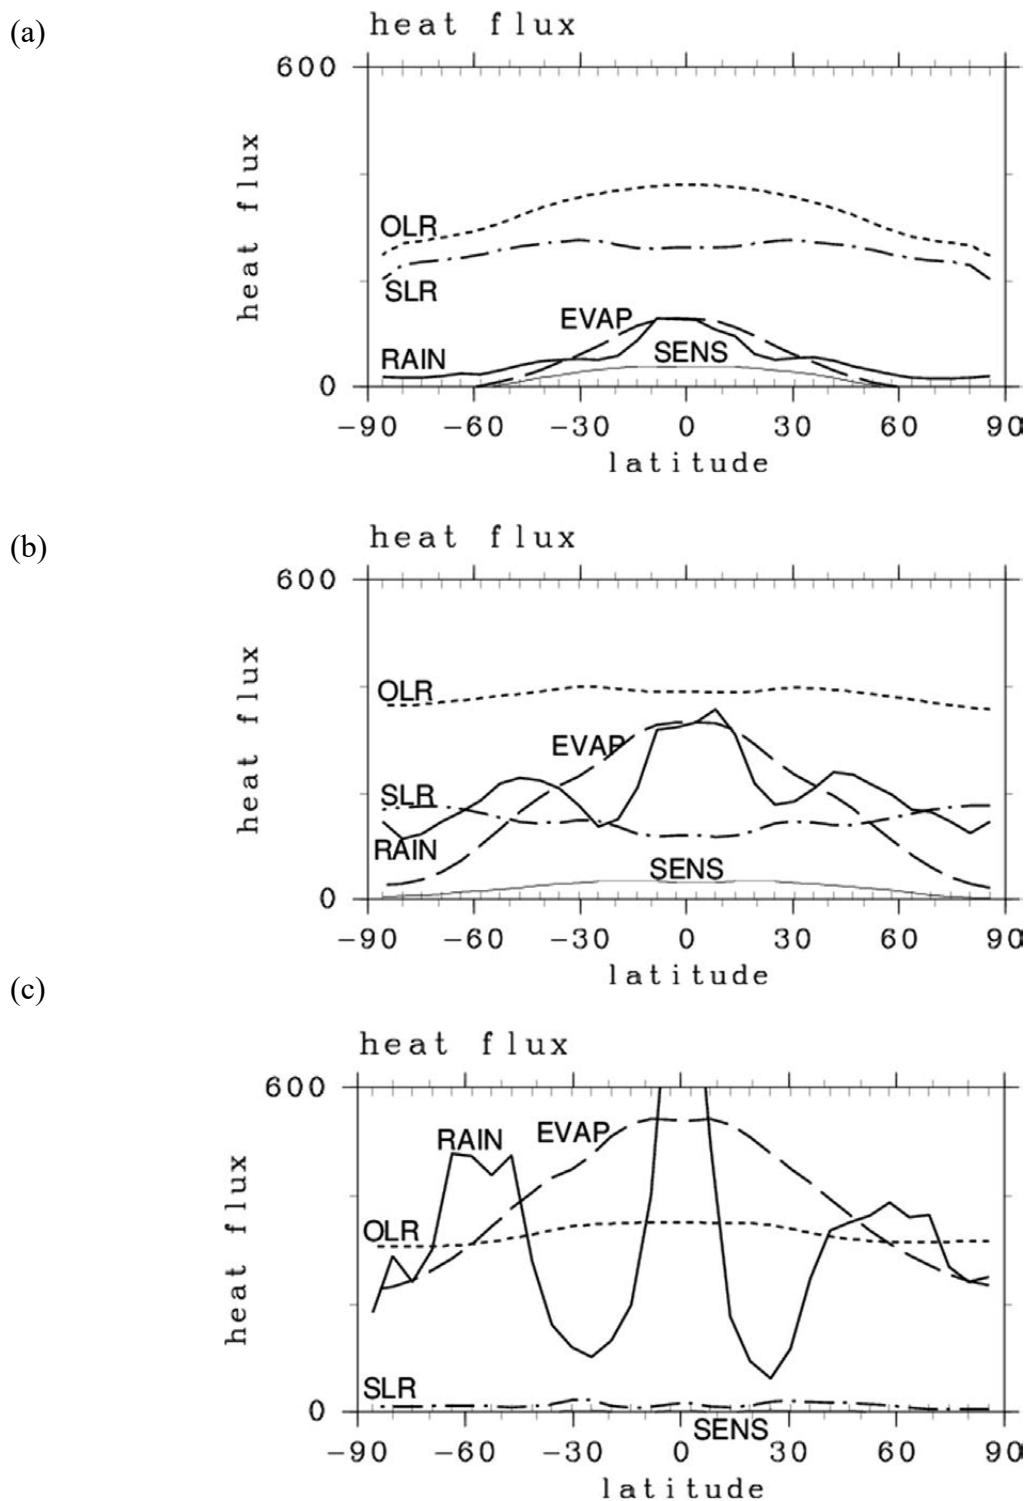 (a)
heat flux
600
heat flux
OLR
SLR
EVAP
SENS
RAIN
0
-90 -60 -30 0 30 60 90
latitude
(b)
heat flux
600
heat flux
OLR
EVAP
SLR
RAIN
SENS
0
-90 -60 -30 0 30 60 90
latitude
(c)
heat flux
600
heat flux
RAIN
EVAP
OLR
SLR
0
SENS
-90 -60 -30 0 30 60 90
latitude